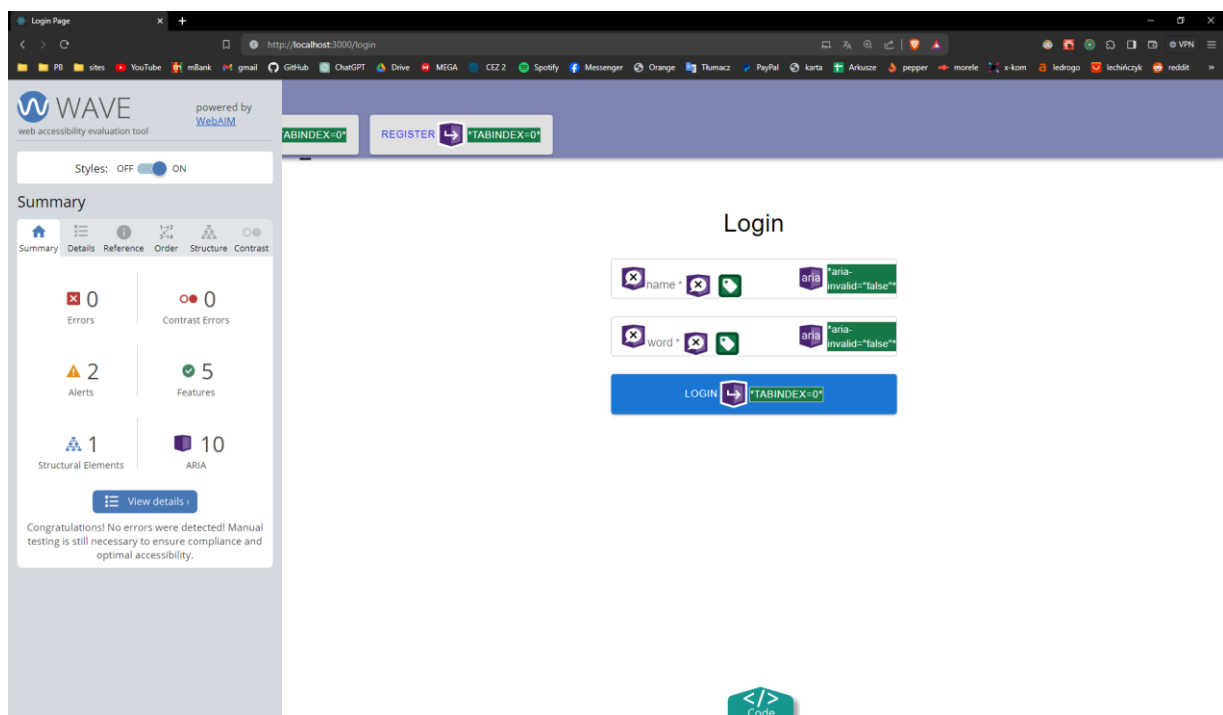 Login Page
http://localhost:3000/login
VPN
PB sites YouTube mBank gmail GitHub ChatGPT Drive MEGA CEZ 2 Spotify Messenger Orange Tłumacz PayPal karta Arkusze pepper morele x-kom ledrogo lechińczyk reddit »
WAVE
web accessibility evaluation tool
powered by
WebAIM
Styles: OFF ON
Summary
Summary Details Reference Order Structure Contrast
0
Errors
0
Contrast Errors
2
Alerts
5
Features
1
Structural Elements
10
ARIA
View details ›
Congratulations! No errors were detected! Manual
testing is still necessary to ensure compliance and
optimal accessibility.
TABINDEX=0*
REGISTER *TABINDEX=0*
Login
name * aria *aria-
invalid="false"*
word * aria *aria-
invalid="false"*
LOGIN *TABINDEX=0*
</>
Code